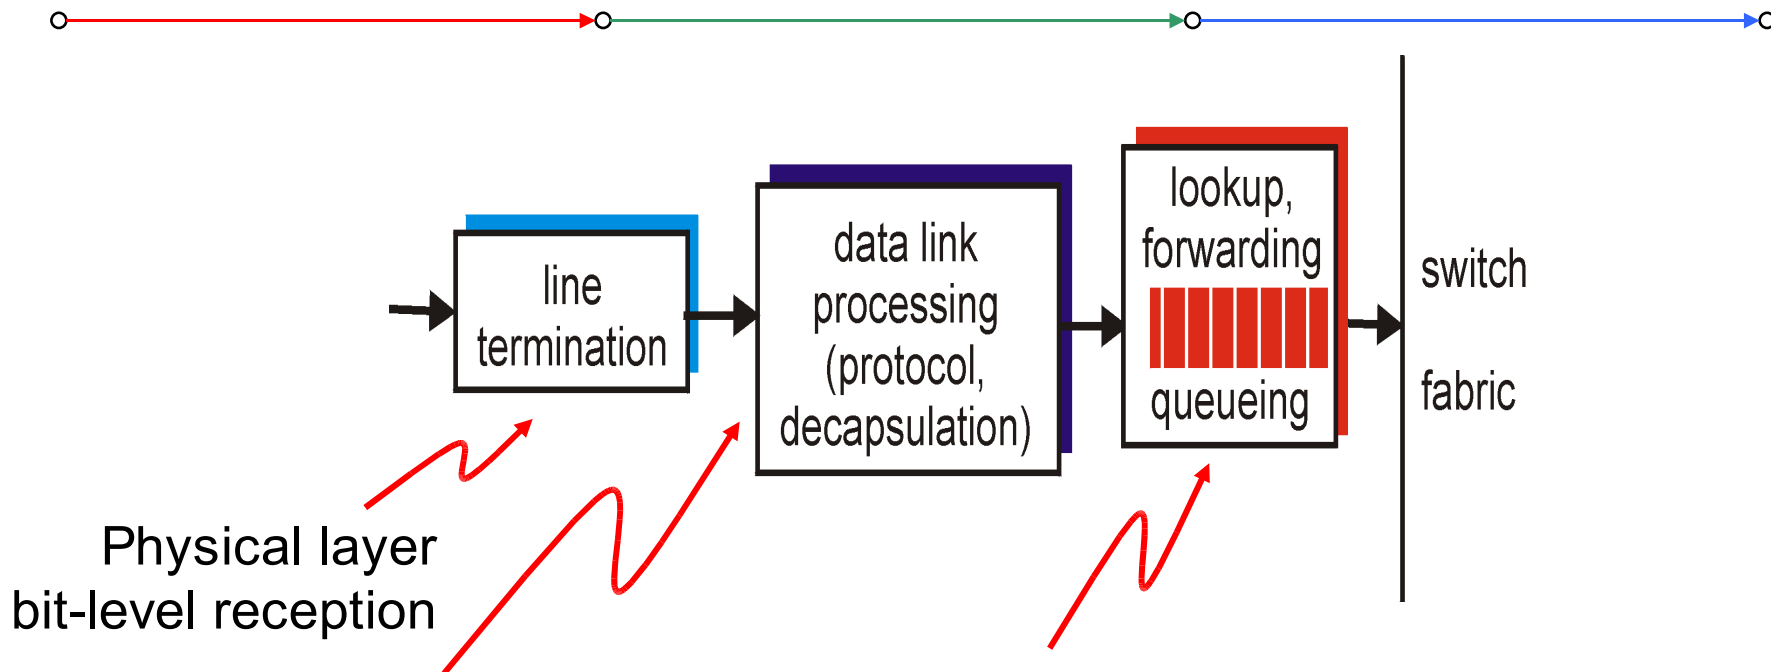 line
termination
data link
processing
(protocol,
decapsulation)
lookup,
forwarding
queueing
switch
fabric
Physical layer
bit-level reception